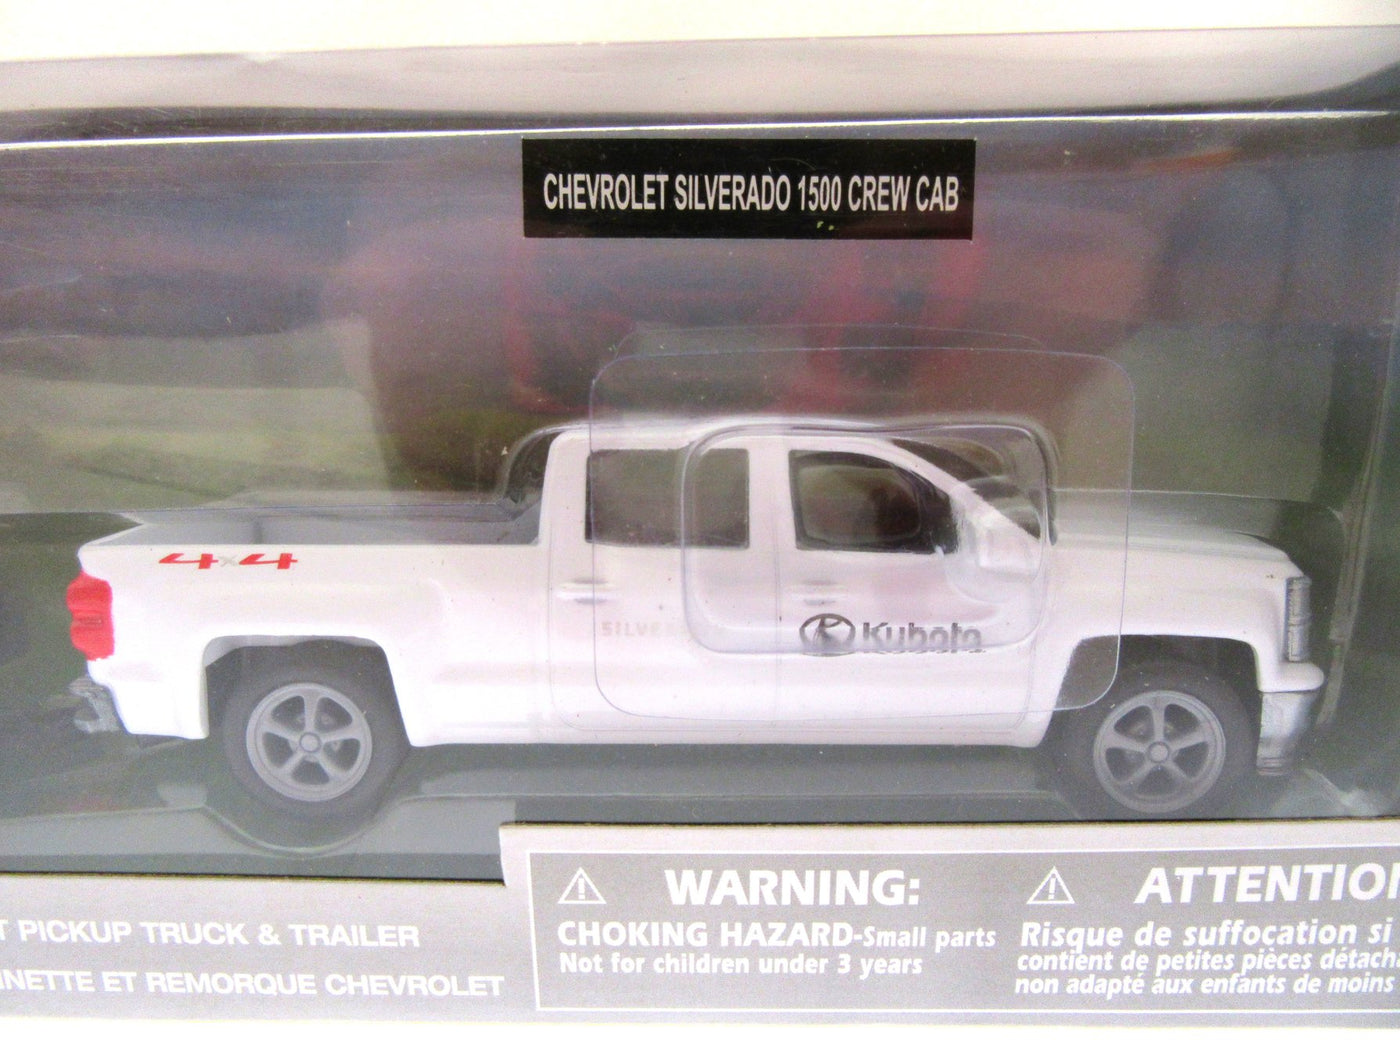 CHEVROLET SILVERADO 1500 CREW CAB
4x4
Kubota
WARNING:
CHOKING HAZARD-Small parts
Not for children under 3 years
ATTENTION
Risque de suffocation si
contient de petites pièces
non adapté aux enfants de moins
PICKUP TRUCK & TRAILER
ET REMORQUE CHEVROLET